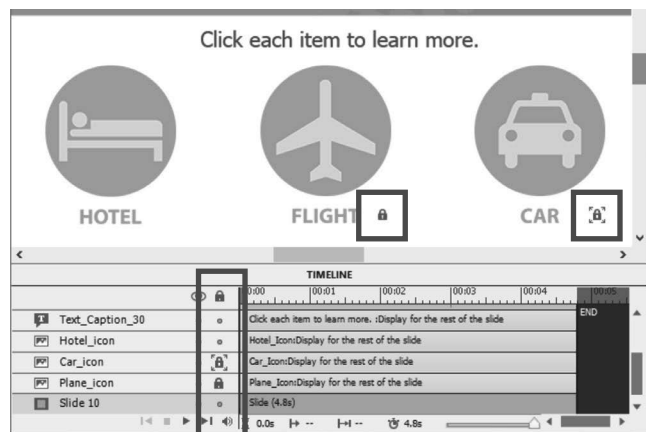 Click each item to learn more.
HOTEL FLIGHT CAR
TIMELINE
00:00 00:01 00:02 00:03 00:04 00:05
Text_Caption_30 Click each item to learn more. :Display for the rest of the slide END
Hotel_icon Hotel_Icon:Display for the rest of the slide
Car_icon Car_Icon:Display for the rest of the slide
Plane_icon Plane_Icon:Display for the rest of the slide
Slide 10 Slide (4.8s)
0.0s -- -- 4.8s